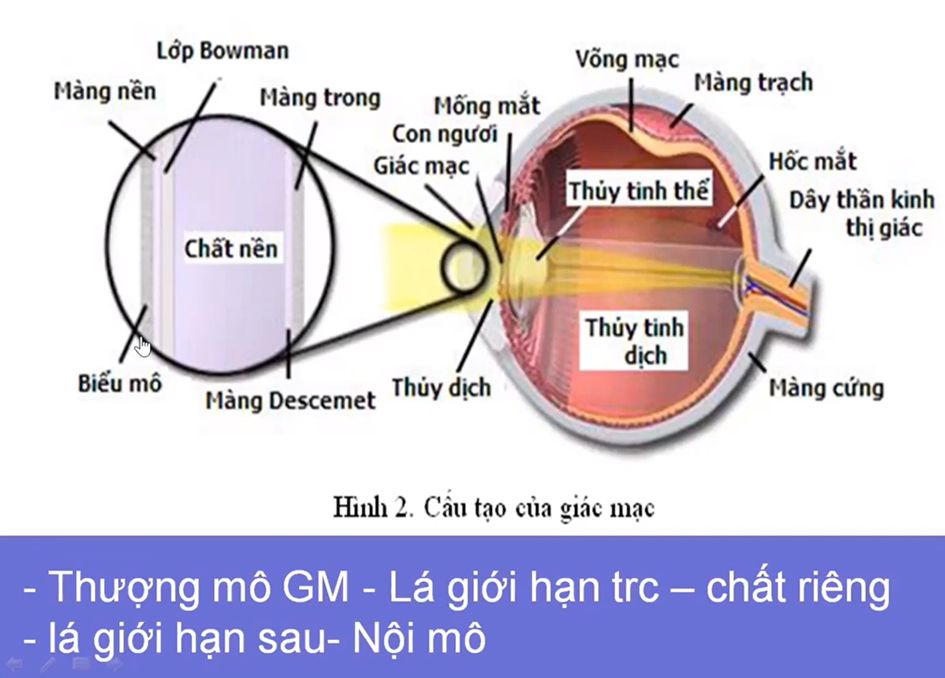 Lớp Bowman
Màng nền
Màng trong
Chất nền
Biểu mô
Màng Descemet
Võng mạc
Màng trạch
Mống mắt
Con ngươi
Giác mạc
Thủy tinh thể
Hốc mắt
Dây thần kinh
thị giác
Thủy tinh
dịch
Thủy dịch
Màng cứng
Hình 2. Cấu tạo của giác mạc
- Thượng mô GM - Lá giới hạn trc – chất riêng
- lá giới hạn sau- Nội mô